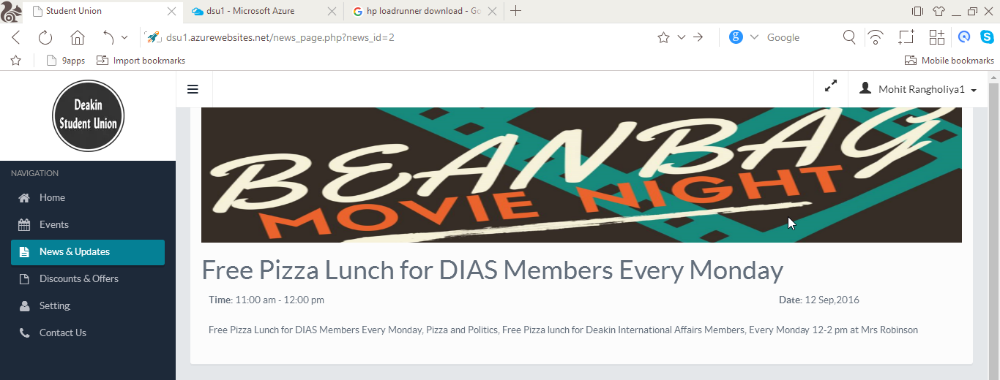 Student Union
dsu1 - Microsoft Azure
hp loadrunner download - Go
dsu1.azurewebsites.net/news_page.php?news_id=2
g
Google
S
9apps
Import bookmarks
Mobile bookmarks
Deakin
Student Union
Mohit Rangholiya1
NAVIGATION
Home
Events
News & Updates
Discounts & Offers
Setting
Contact Us
BEANBAG
MOVIE NIGHT
Free Pizza Lunch for DIAS Members Every Monday
Time: 11:00 am - 12:00 pm
Date: 12 Sep,2016
Free Pizza Lunch for DIAS Members Every Monday, Pizza and Politics, Free Pizza lunch for Deakin International Affairs Members, Every Monday 12-2 pm at Mrs Robinson